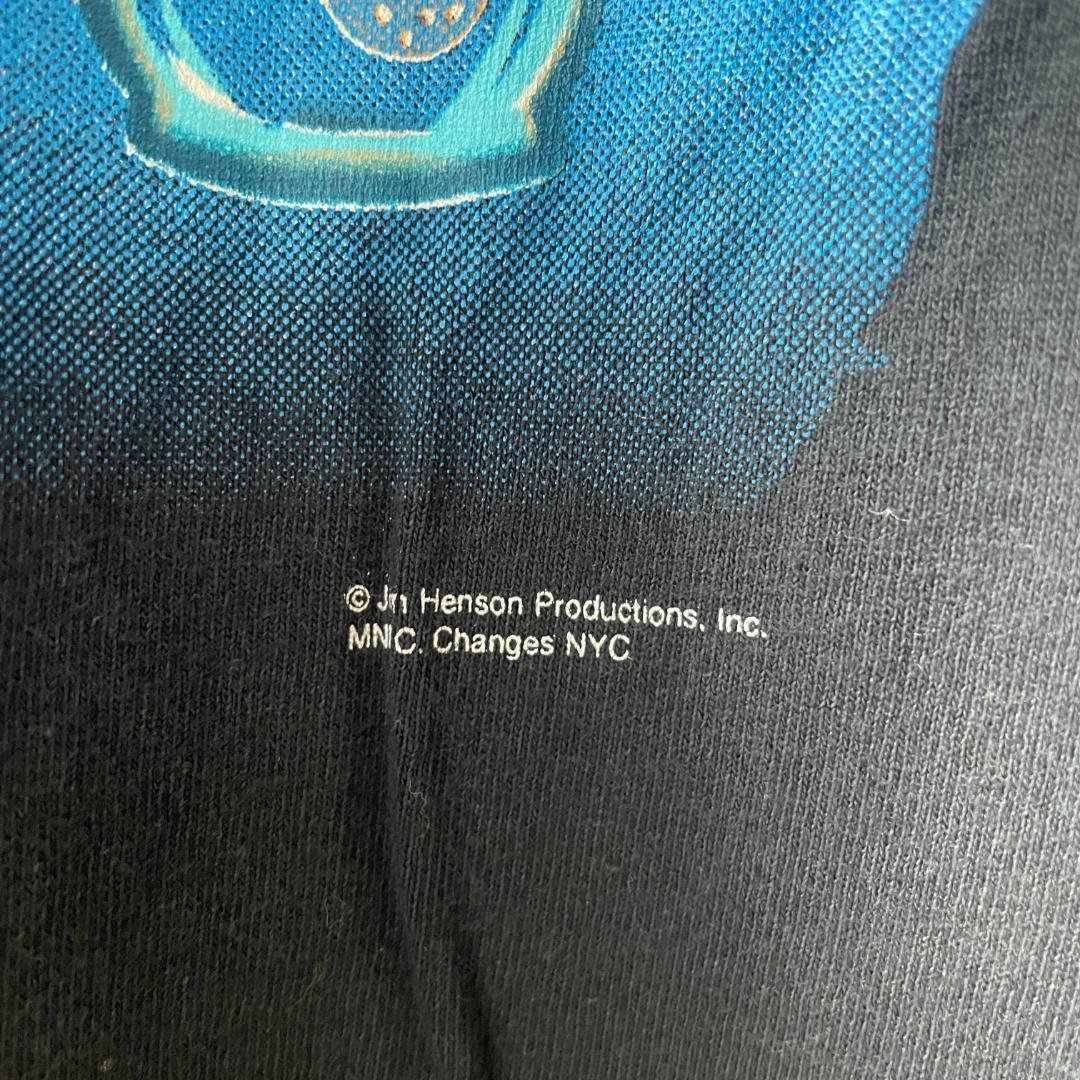 © Jim Henson Productions, Inc.
MNC. Changes NYC